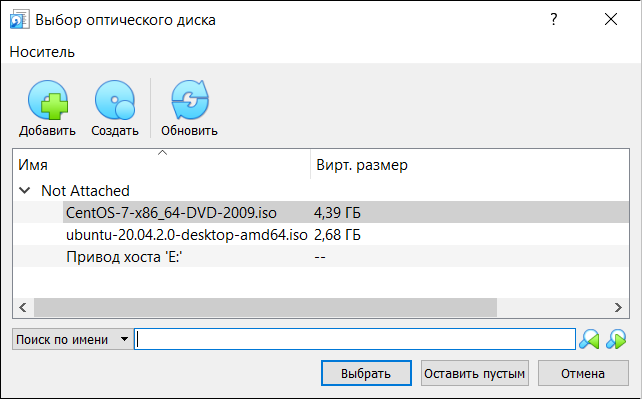 Выбор оптического диска
Носитель
Добавить Создать Обновить
Имя Вирт. размер
Not Attached
CentOS-7-x86_64-DVD-2009.iso 4,39 ГБ
ubuntu-20.04.2.0-desktop-amd64.iso 2,68 ГБ
Привод хоста 'E:' --
Поиск по имени
Выбрать Оставить пустым Отмена